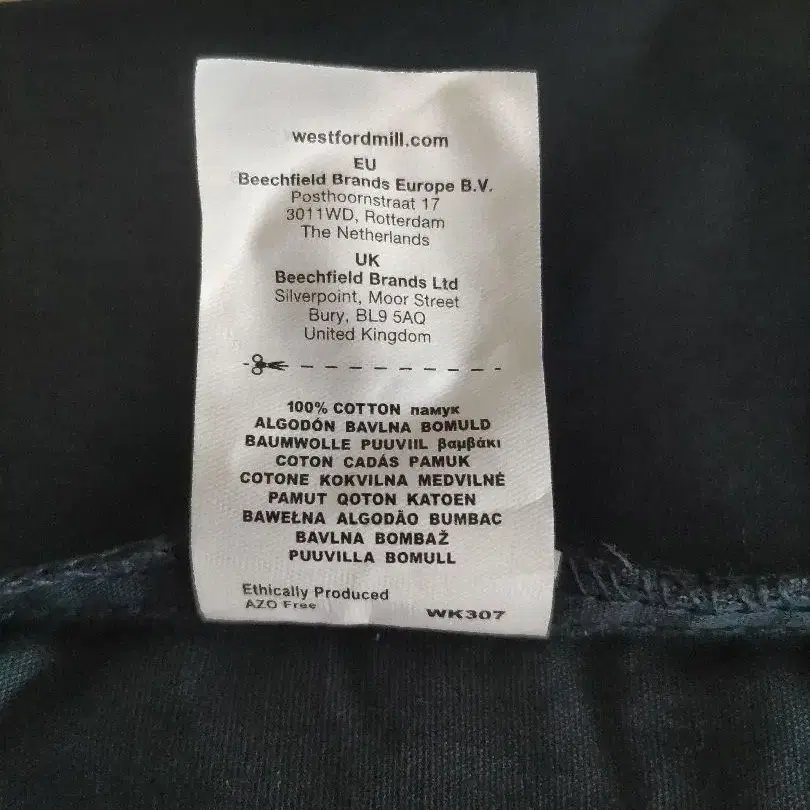 westfordmill.com
EU
Beechfield Brands Europe B.V.
Posthoornstraat 17
3011WD, Rotterdam
The Netherlands
UK
Beechfield Brands Ltd
Silverpoint, Moor Street
Bury, BL9 5AQ
United Kingdom
100% COTTON памук
ALGODÓN BAVLNA BOMULD
BAUMWOLLE PUUVIIL βαμβάκι
COTON CADÁS PAMUK
COTONE KOKVILNA MEDVILNĖ
PAMUT QOTON KATOEN
BAWEŁNA ALGODÃO BUMBAC
BAVLNA BOMBAŽ
PUUVILLA BOMULL
Ethically Produced
AZO Free
WK307